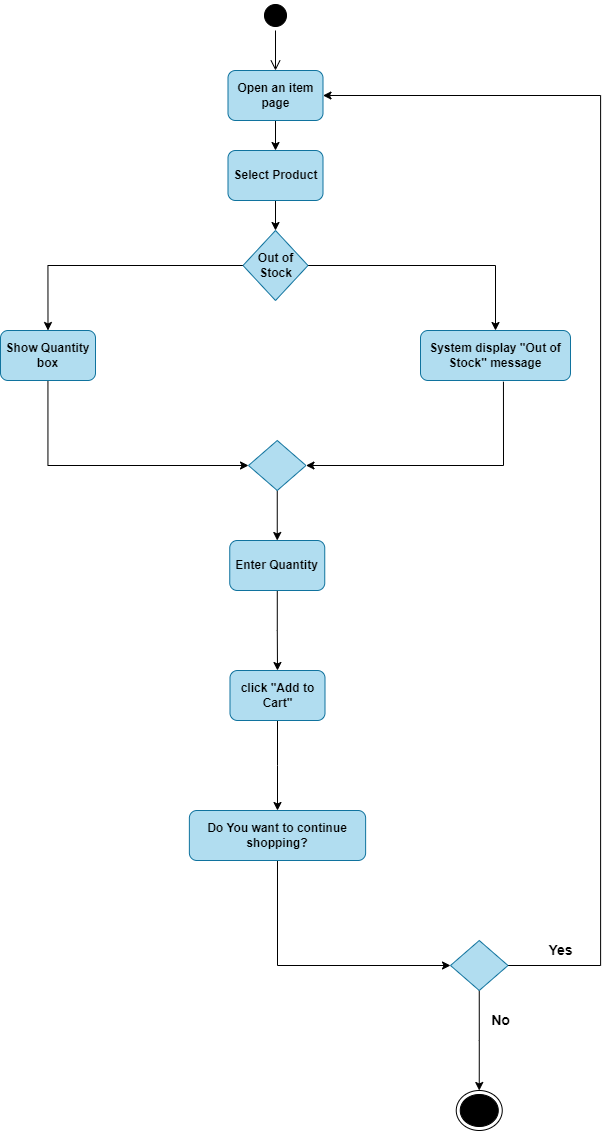 Open an item
page
Select Product
Out of
Stock
Show Quantity
box
System display "Out of
Stock" message
Enter Quantity
click "Add to
Cart"
Do You want to continue
shopping?
Yes
No